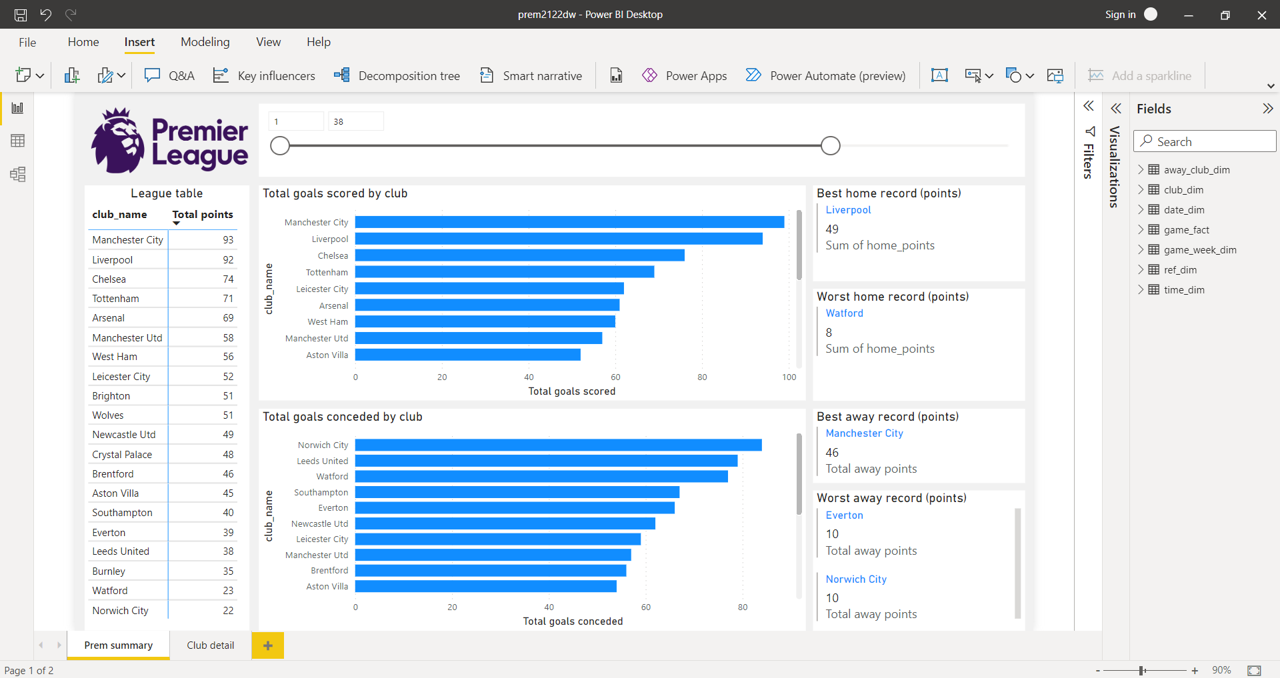 prem2122dw - Power BI Desktop
Sign in
File Home Insert Modeling View Help
Q&A Key influencers Decomposition tree Smart narrative Power Apps Power Automate (preview) A Add a sparkline
Premier
League
1 38
League table
club_name Total points
Manchester City 93
Liverpool 92
Chelsea 74
Tottenham 71
Arsenal 69
Manchester Utd 58
West Ham 56
Leicester City 52
Brighton 51
Wolves 51
Newcastle Utd 49
Crystal Palace 48
Brentford 46
Aston Villa 45
Southampton 40
Everton 39
Leeds United 38
Burnley 35
Watford 23
Norwich City 22
Total goals scored by club
club_name
Manchester City
Liverpool
Chelsea
Tottenham
Leicester City
Arsenal
West Ham
Manchester Utd
Aston Villa
0 20 40 60 80 100
Total goals scored
Total goals conceded by club
club_name
Norwich City
Leeds United
Watford
Southampton
Everton
Newcastle Utd
Leicester City
Manchester Utd
Brentford
Aston Villa
0 20 40 60 80
Total goals conceded
Best home record (points)
Liverpool
49
Sum of home_points
Worst home record (points)
Watford
8
Sum of home_points
Best away record (points)
Manchester City
46
Total away points
Worst away record (points)
Everton
10
Total away points
Norwich City
10
Total away points
Filters
Visualizations
Fields
Search
away_club_dim
club_dim
date_dim
game_fact
game_week_dim
ref_dim
time_dim
Prem summary Club detail +
Page 1 of 2
- + 90%